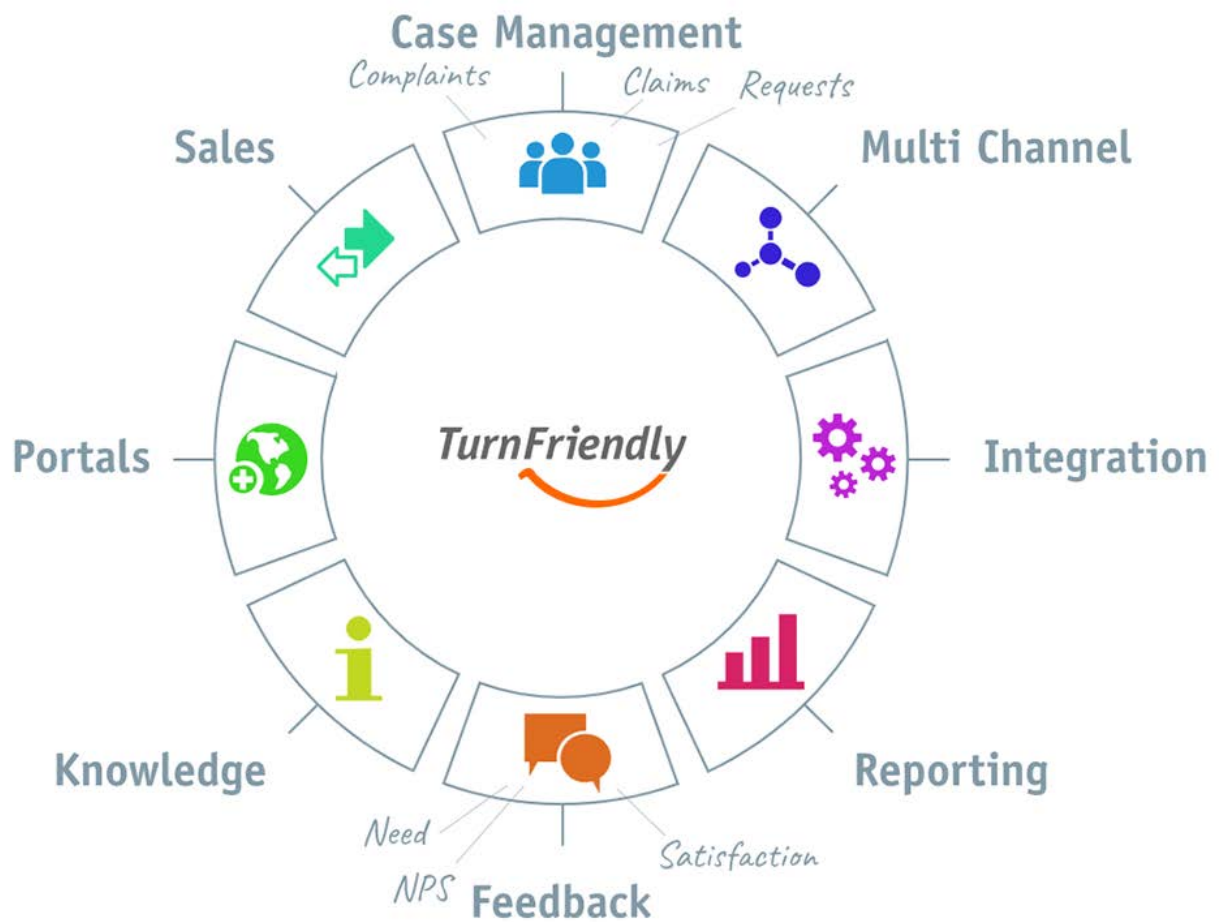 Case Management
Complaints
Claims
Requests
Sales
Multi Channel
Portals
TurnFriendly
Integration
Knowledge
Reporting
Need
NPS
Satisfaction
Feedback